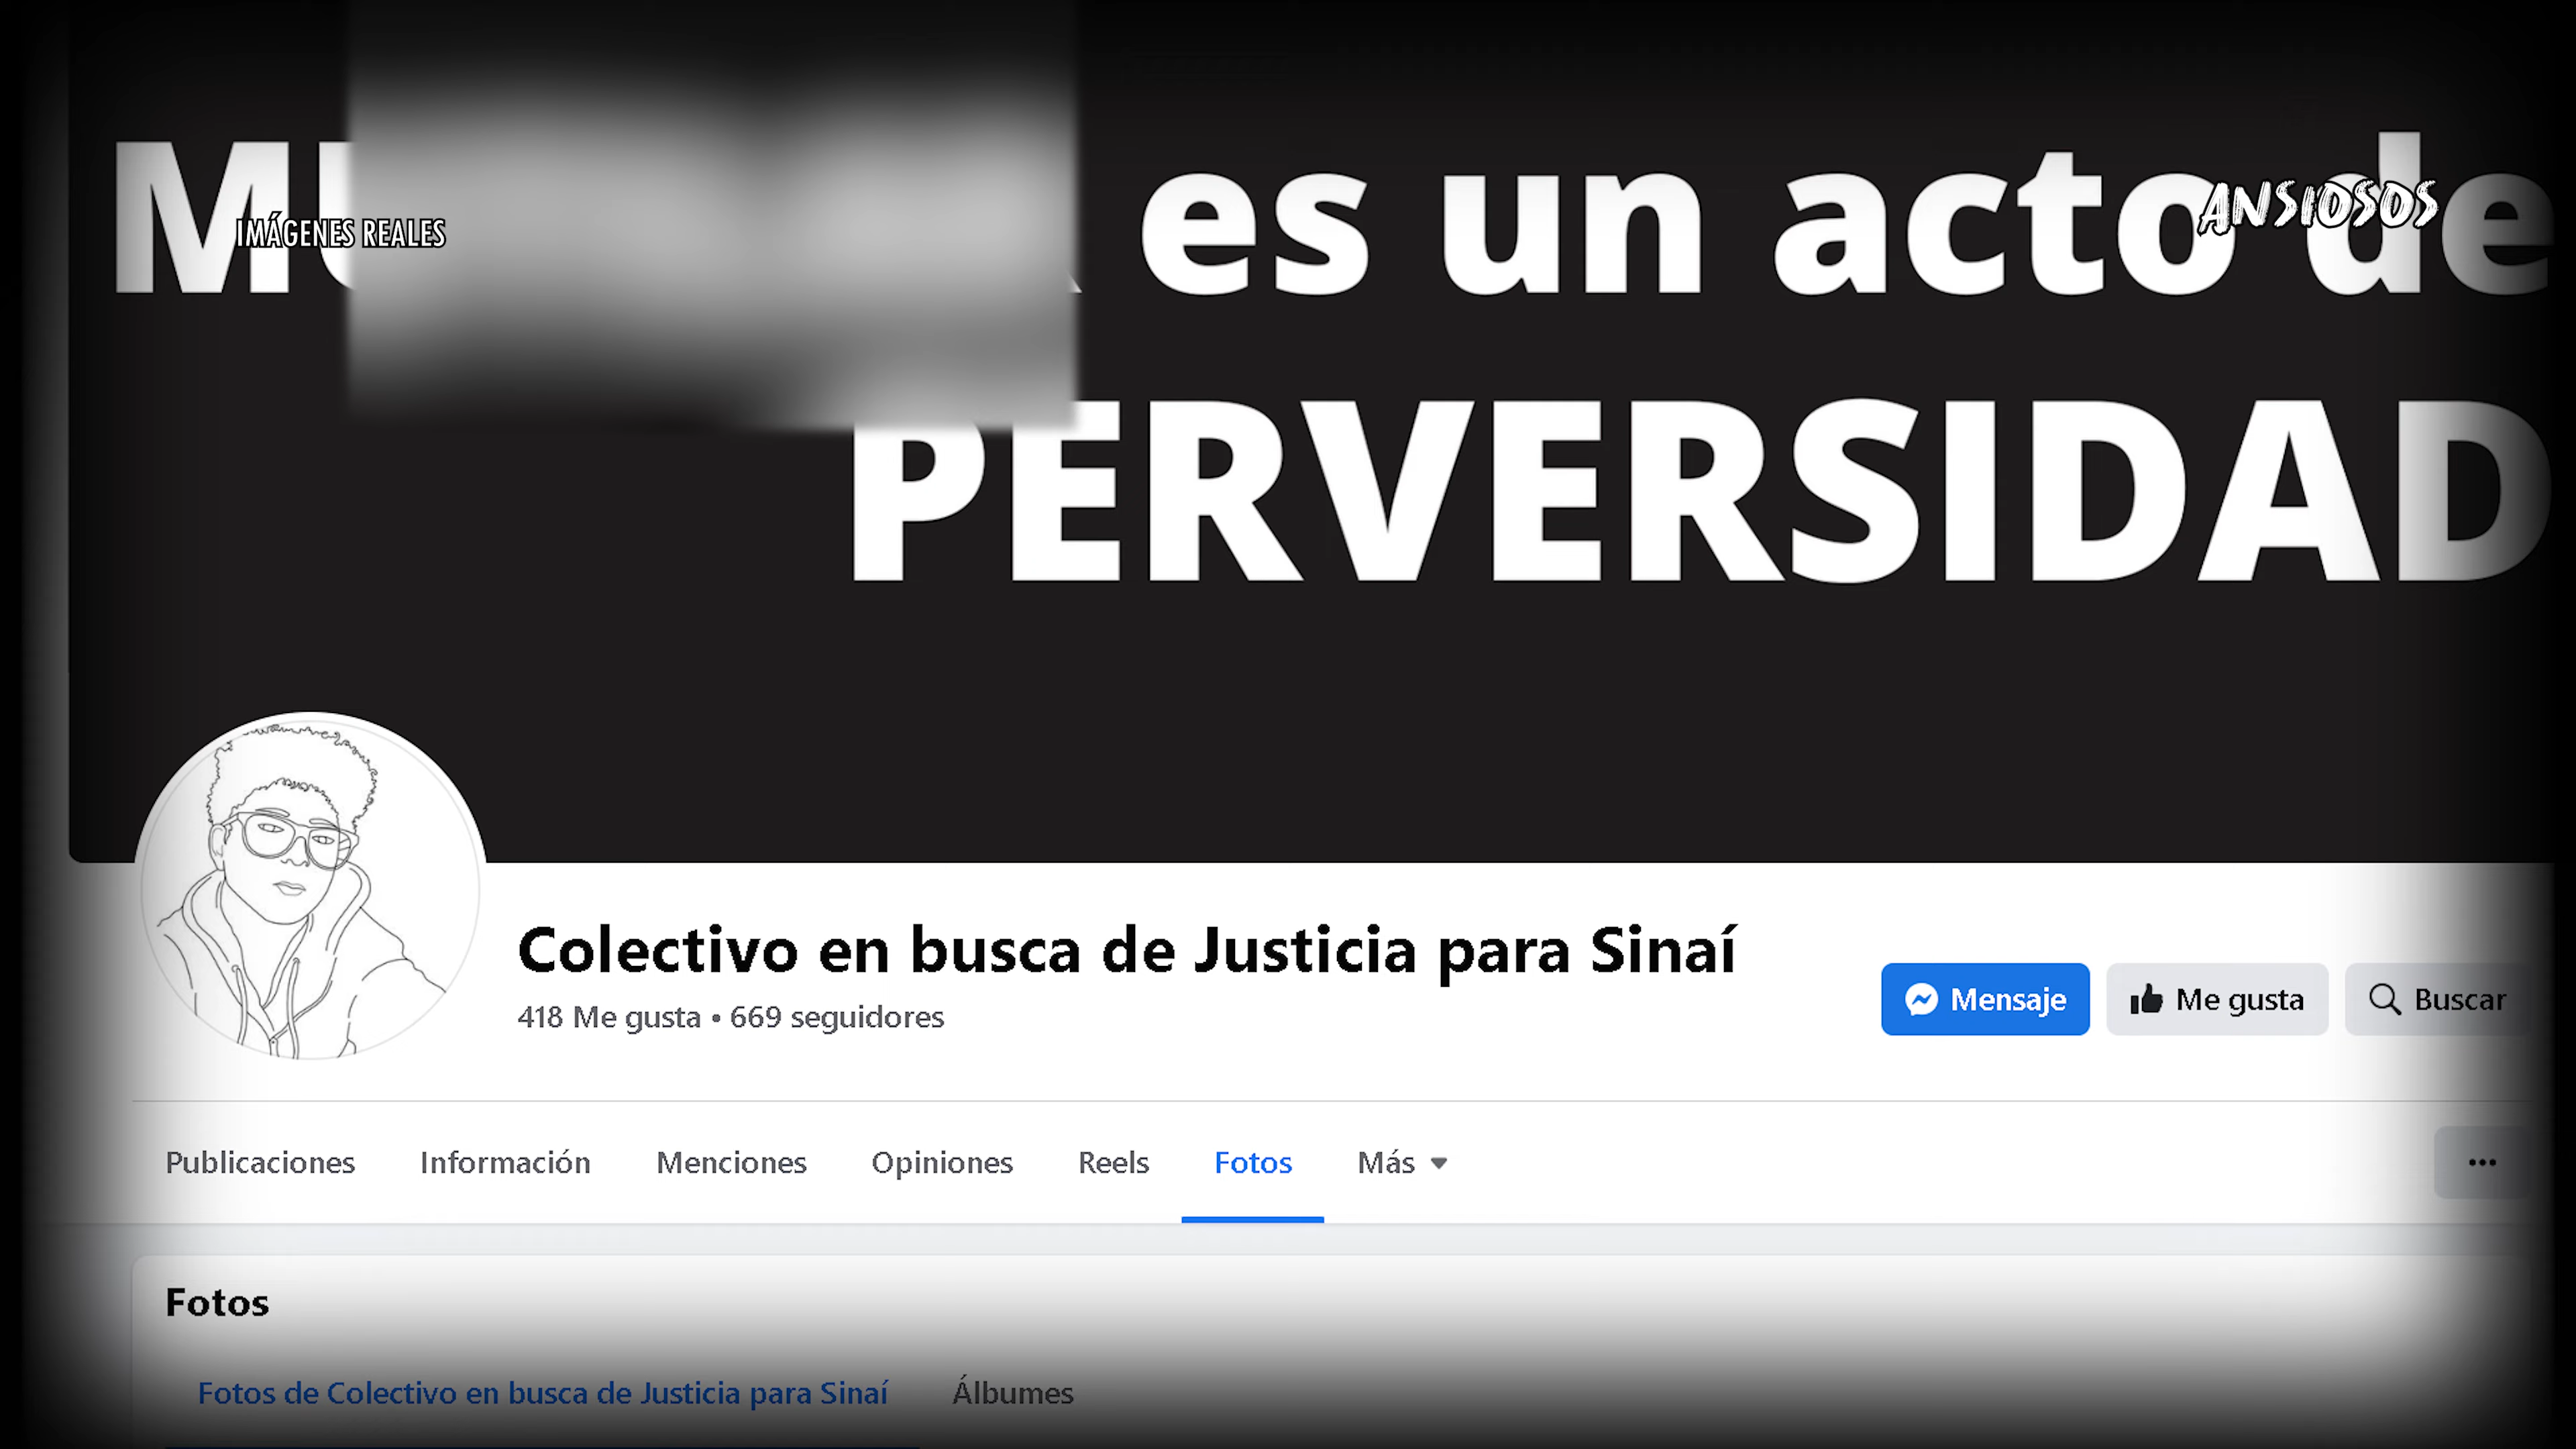 es un acto de
IMÁGENES REALES
ANSIOSOS
PERVERSIDAD
Colectivo en busca de Justicia para Sinaí
418 Me gusta • 669 seguidores
Mensaje
Me gusta
Buscar
Publicaciones Información Menciones Opiniones Reels Fotos Más
Fotos
Fotos de Colectivo en busca de Justicia para Sinaí Álbumes